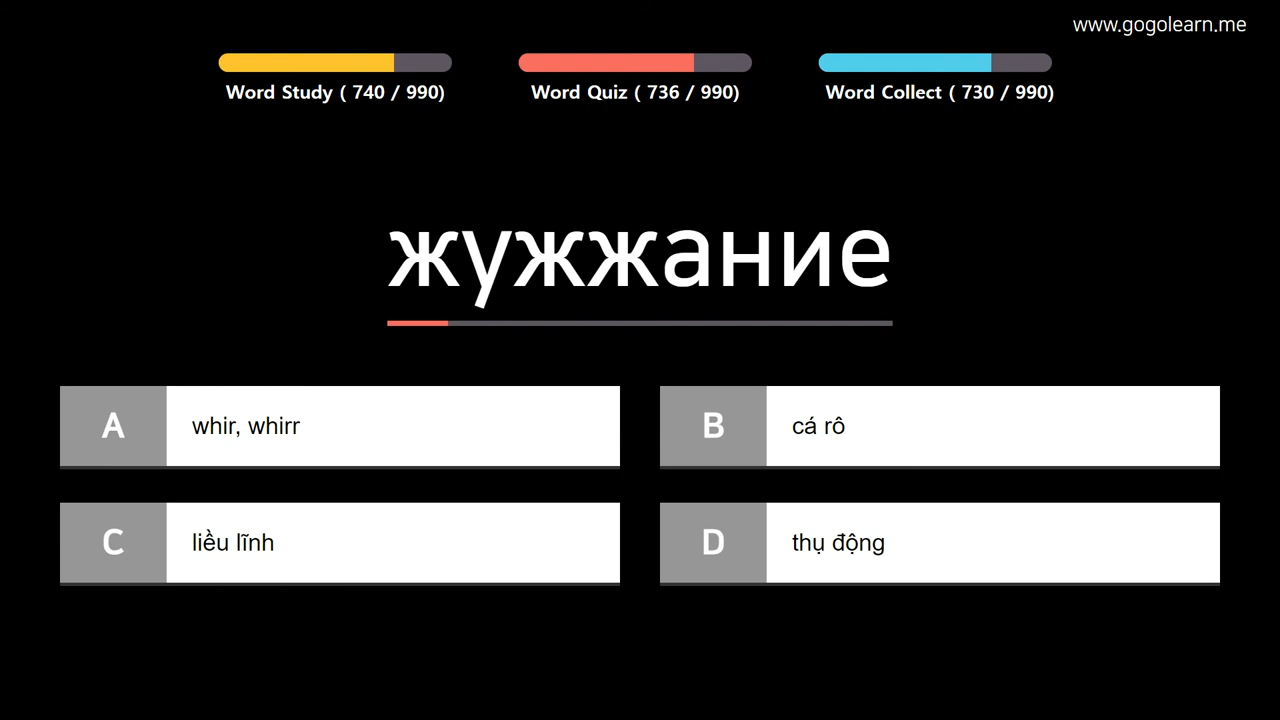 www.gogolearn.me
Word Study ( 740 / 990)
Word Quiz ( 736 / 990)
Word Collect ( 730 / 990)
жужжание
A whir, whirr
B cá rô
C liều lĩnh
D thụ động